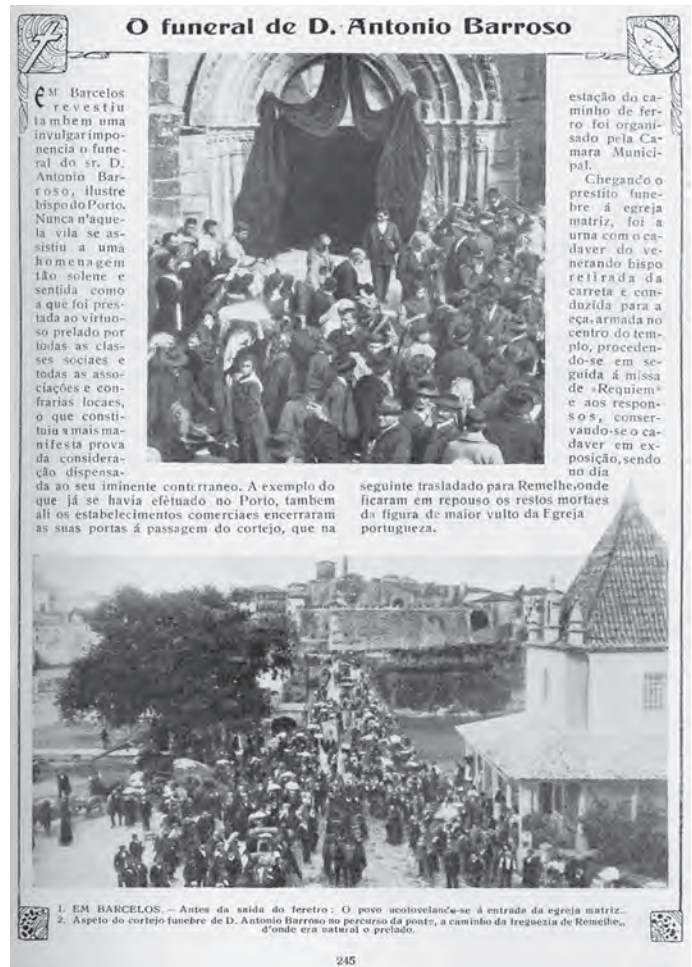 O funeral de D. Antonio Barroso
EM Barcelos
revestiu
tambem uma
invulgar impo-
nencia o fune-
ral do sr. D.
Antonio Bar-
roso, ilustre
bispo do Porto.
Nunca n'aque-
la vila se as-
sistiu a uma
homenagem
tão solene e
sentida como
a que foi pres-
tada ao virtuo-
so prelado por
todas as clas-
ses sociaes e
todas as asso-
ciações e con-
frarias locaes,
o que consti-
tuiu a mais ma-
nifesta prova
da considera-
ção dispensa-
da ao seu iminente conterraneo. A exemplo do
que já se havia efètuado no Porto, tambem
ali os estabelecimentos comerciaes encerraram
as suas portas á passagem do cortejo, que na
estação do ca-
minho de fer-
ro foi organi-
sado pela Ca-
mara Munici-
pal.
Chegando o
prestito fune-
bre á egreja
matriz, foi a
urna com o ca-
daver do ve-
nerando bispo
retirada da
carreta e con-
duzida para a
eça, armada no
centro do tem-
plo, proceden-
do-se em se-
guida á missa
de «Requiem»
e aos respon-
sos, conser-
vando-se o ca-
daver em ex-
posição, sendo
no dia
seguinte trasladado para Remelhe, onde
ficaram em repouso os restos mortaes
da figura de maior vulto da Egreja
portugueza.
1. EM BARCELOS. — Antes da saida do feretro: O povo acotovelando-se á entrada da egreja matriz.
2. Aspeto do cortejo funebre de D. Antonio Barroso no percurso da ponte, a caminho da freguezia de Remelhe,
d'onde era natural o prelado.
245